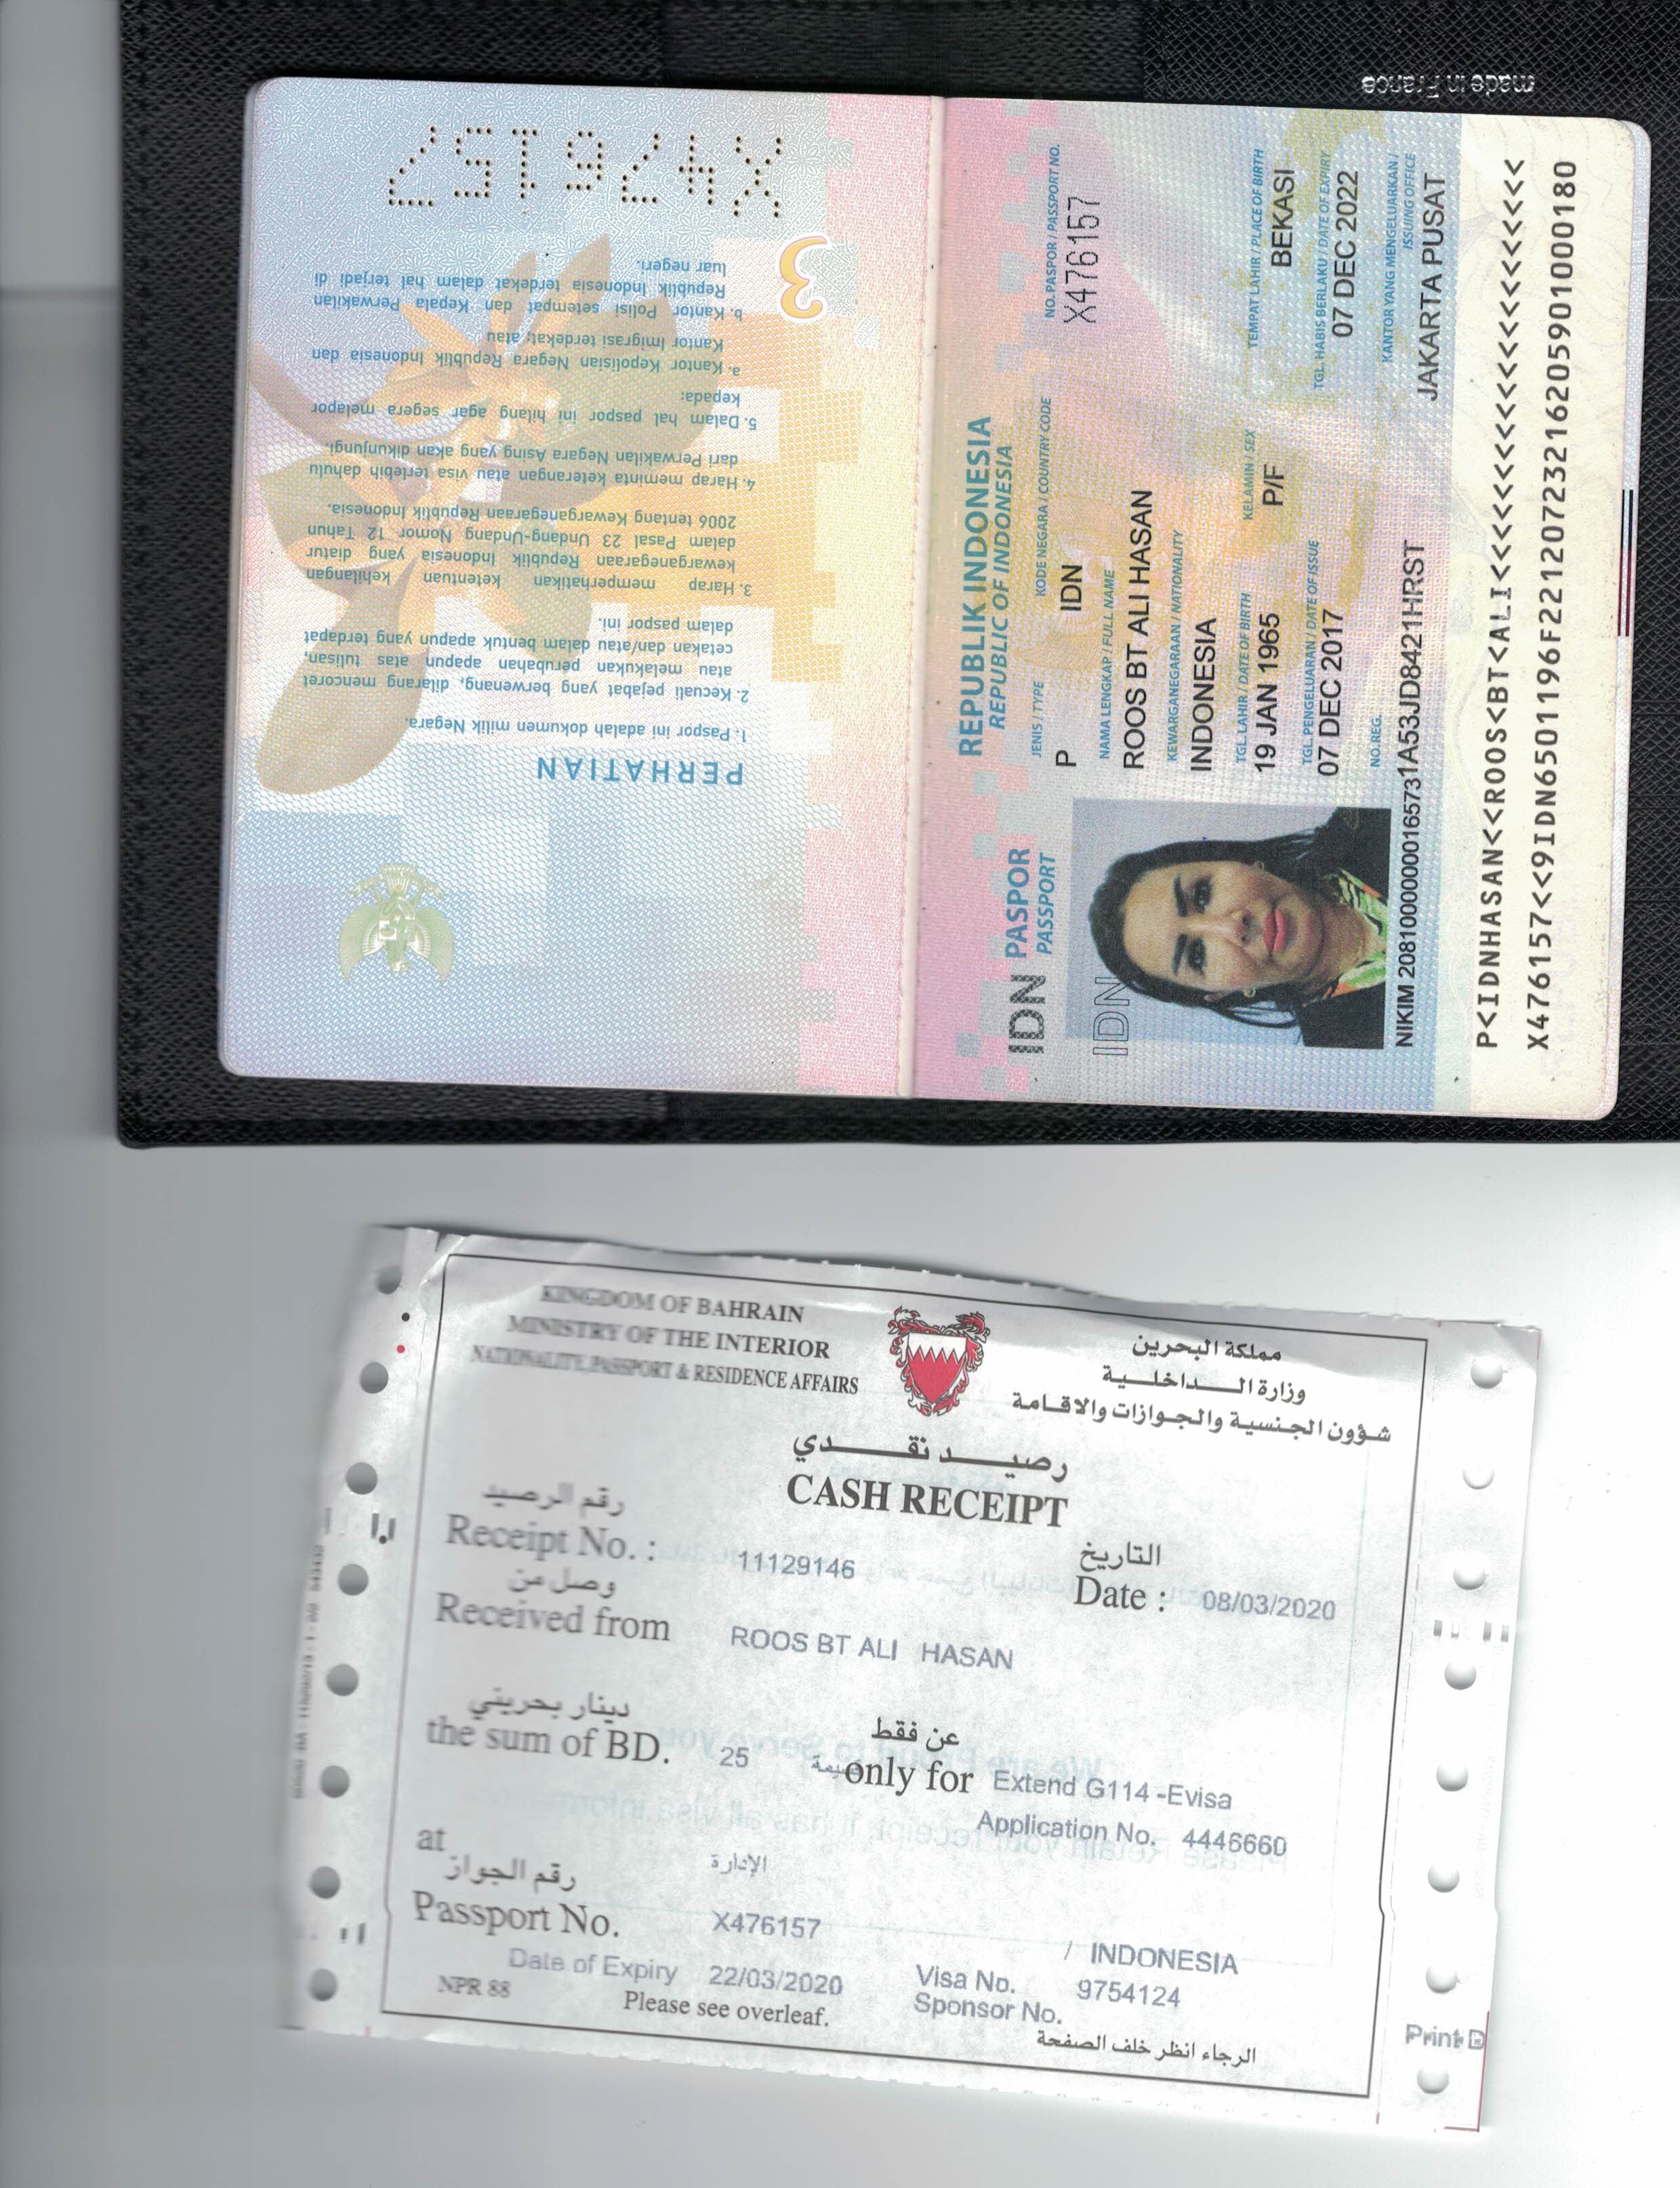 made in France
X476157
PERHATIAN
1. Paspor ini adalah dokumen milik Negara.
2. Kecuali pejabat yang berwenang, dilarang mencoret
atau melakukan perubahan apapun atas tulisan,
cetakan dan/atau dalam bentuk apapun yang terdapat
dalam paspor ini.
3. Harap memperhatikan ketentuan kehilangan
kewarganegaraan Republik Indonesia yang diatur
dalam Pasal 23 Undang-Undang Nomor 12 Tahun
2006 tentang Kewarganegaraan Republik Indonesia.
4. Harap meminta keterangan atau visa terlebih dahulu
dari Perwakilan Negara Asing yang akan dikunjungi.
5. Dalam hal paspor ini hilang agar segera melapor
kepada:
a. Kantor Kepolisian Negara Republik Indonesia dan
Kantor Imigrasi terdekat; atau
b. Kantor Polisi setempat dan Kepala Perwakilan
Republik Indonesia terdekat dalam hal terjadi di
luar negeri.
3
REPUBLIK INDONESIA
REPUBLIC OF INDONESIA
IDN PASPOR
PASSPORT
JENIS / TYPE KODE NEGARA / COUNTRY CODE NO. PASPOR / PASSPORT NO.
P IDN X476157
NAMA LENGKAP / FULL NAME
ROOS BT ALI HASAN
KEWARGANEGARAAN / NATIONALITY
INDONESIA
TGL. LAHIR / DATE OF BIRTH KELAMIN / SEX TEMPAT LAHIR / PLACE OF BIRTH
19 JAN 1965 P/F BEKASI
TGL. PENGELUARAN / DATE OF ISSUE TGL. HABIS BERLAKU / DATE OF EXPIRY
07 DEC 2017 07 DEC 2022
NO. REG. KANTOR YANG MENGELUARKAN /
ISSUING OFFICE
1A53JD8421HRST JAKARTA PUSAT
IDN
P<IDNHASAN<<ROOS<BT<ALI<<<<<<<<<<<<<<<<<<<<<
X476157<<9IDN6501196F2212072321620590100<0180
KINGDOM OF BAHRAIN
MINISTRY OF THE INTERIOR
NATIONALITY, PASSPORT & RESIDENCE AFFAIRS
مملكة البحرين
وزارة الـداخلـية
شؤون الجنسية والجوازات والاقامة
رصيـد نقـدي
CASH RECEIPT
رقم الرصيد
Receipt No. : 11129146
التاريخ
Date : 08/03/2020
وصل من
Received from ROOS BT ALI HASAN
دينار بحريني
the sum of BD. 25
عن فقط
only for Extend G114 -Evisa
Application No. 4446660
at الإدارة
رقم الجواز
Passport No. X476157 / INDONESIA
Date of Expiry 22/03/2020 Visa No. 9754124
Sponsor No.
NPR 88 Please see overleaf.
الرجاء انظر خلف الصفحة
Print